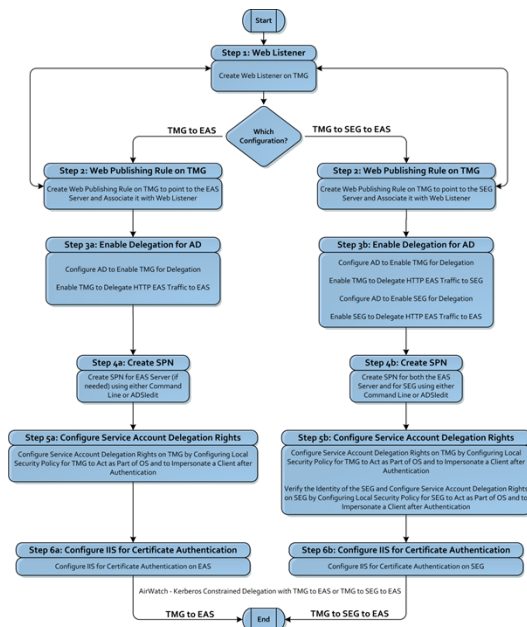 Start
Step 1: Web Listener
Create Web Listener on TMG
Which
Configuration?
TMG to EAS
TMG to SEG to EAS
Step 2: Web Publishing Rule on TMG
Create Web Publishing Rule on TMG to point to the EAS
Server and Associate it with Web Listener
Step 2: Web Publishing Rule on TMG
Create Web Publishing Rule on TMG to point to the SEG
Server and Associate it with Web Listener
Step 3a: Enable Delegation for AD
Configure AD to Enable TMG for Delegation
Enable TMG to Delegate HTTP EAS Traffic to EAS
Step 3b: Enable Delegation for AD
Configure AD to Enable TMG for Delegation
Enable TMG to Delegate HTTP EAS Traffic to SEG
Configure AD to Enable SEG for Delegation
Enable SEG to Delegate HTTP EAS Traffic to EAS
Step 4a: Create SPN
Create SPN for EAS Server (if
needed) using either Command
Line or ADSIedit
Step 4b: Create SPN
Create SPN for both the EAS
Server and for SEG using either
Command Line or ADSIedit
Step 5a: Configure Service Account Delegation Rights
Configure Service Account Delegation Rights on TMG by Configuring Local
Security Policy for TMG to Act as Part of OS and to Impersonate a Client after
Authentication
Step 5b: Configure Service Account Delegation Rights
Configure Service Account Delegation Rights on TMG by Configuring Local
Security Policy for TMG to Act as Part of OS and to Impersonate a Client after
Authentication
Verify the Identity of the SEG and Configure Service Account Delegation Rights
on SEG by Configuring Local Security Policy for SEG to Act as Part of OS and to
Impersonate a Client after Authentication
Step 6a: Configure IIS for Certificate Authentication
Configure IIS for Certificate Authentication on EAS
Step 6b: Configure IIS for Certificate Authentication
Configure IIS for Certificate Authentication on SEG
AirWatch - Kerberos Constrained Delegation with TMG to EAS or TMG to SEG to EAS
TMG to EAS
End
TMG to SEG to EAS